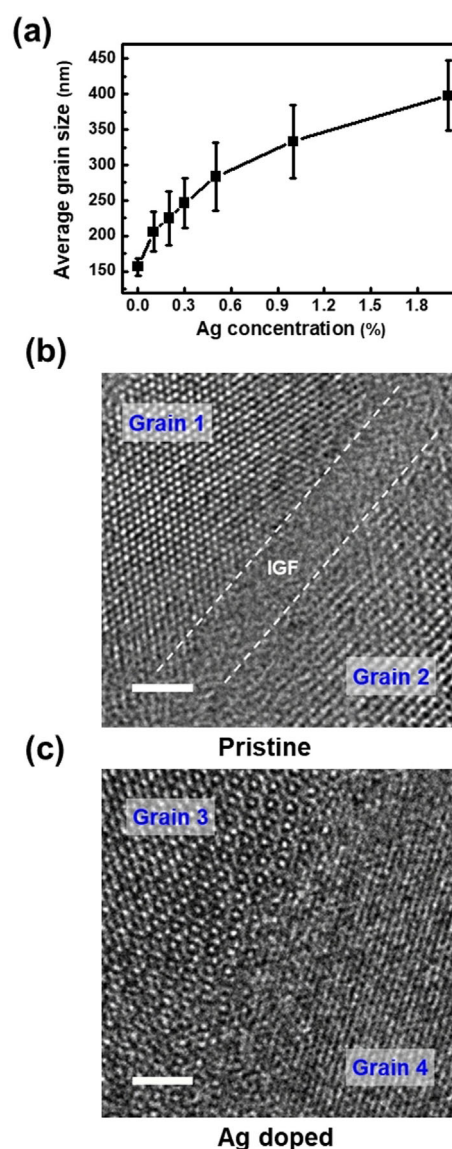 (a)
Average grain size (nm)
450
400
350
300
250
200
150
0.0 0.3 0.6 0.9 1.2 1.5 1.8
Ag concentration (%)
(b)
Grain 1
IGF
Grain 2
Pristine
(c)
Grain 3
Grain 4
Ag doped